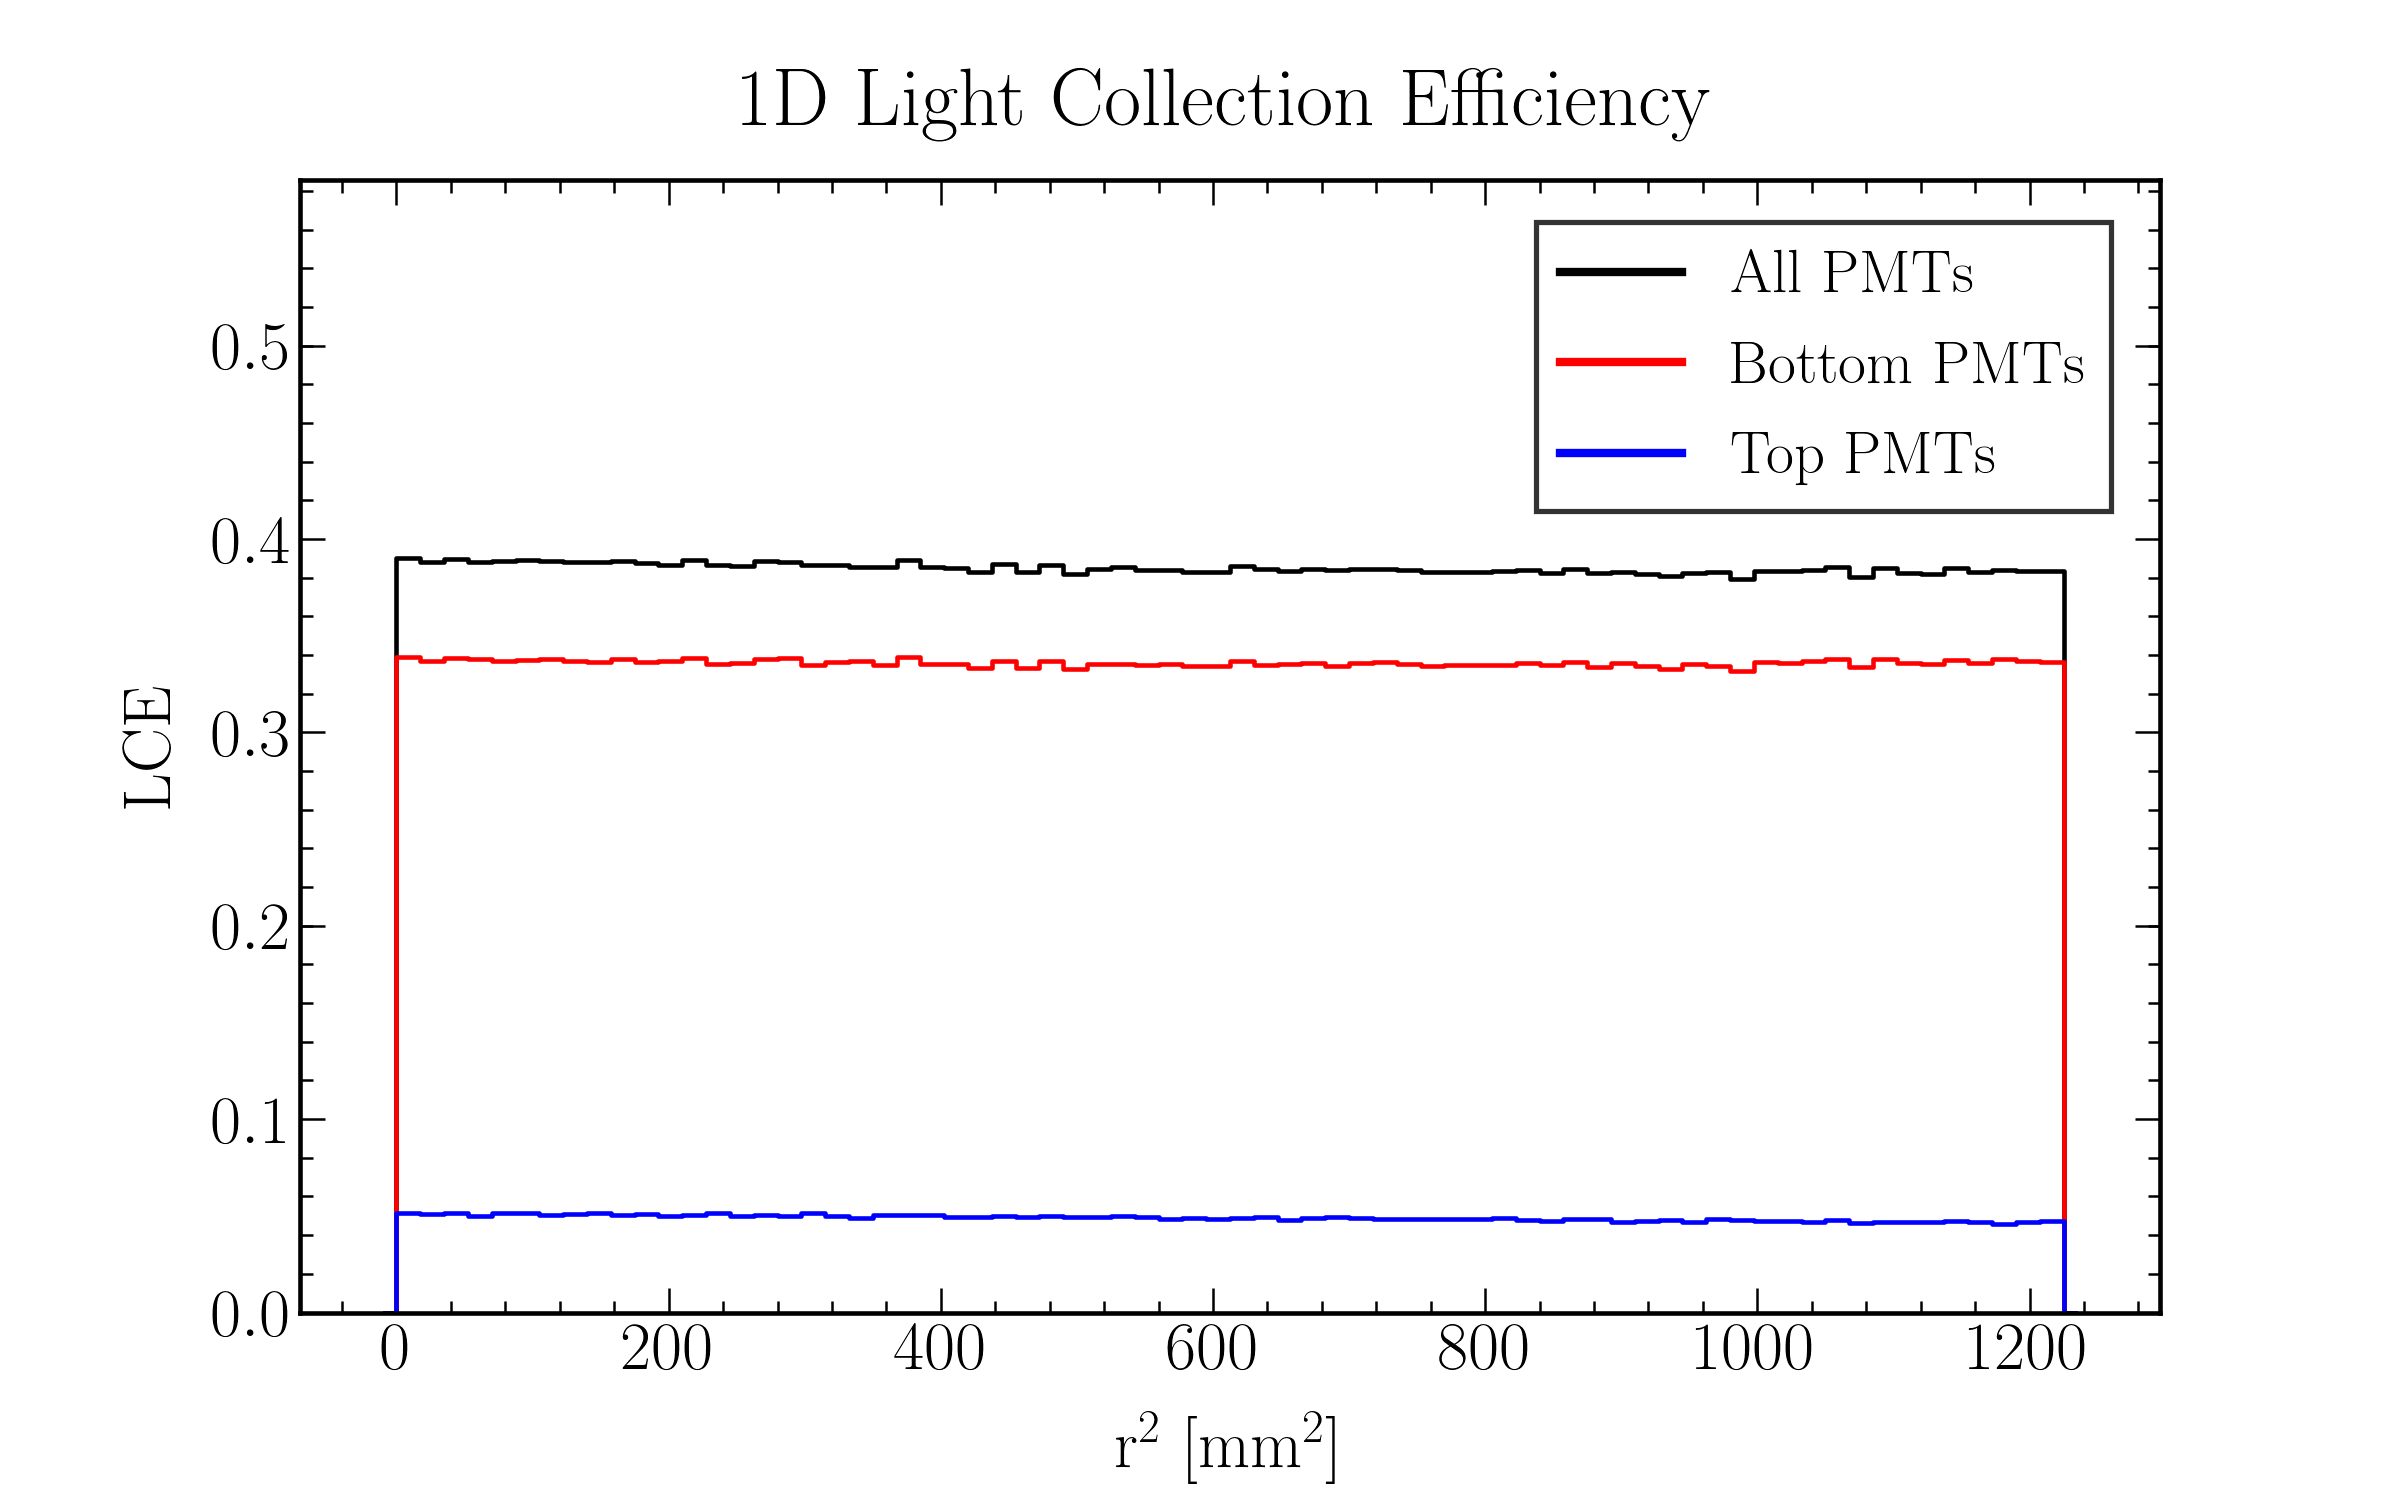 1D Light Collection Efficiency
All PMTs
Bottom PMTs
Top PMTs
LCE
0.5
0.4
0.3
0.2
0.1
0.0
0 200 400 600 800 1000 1200
r² [mm²]